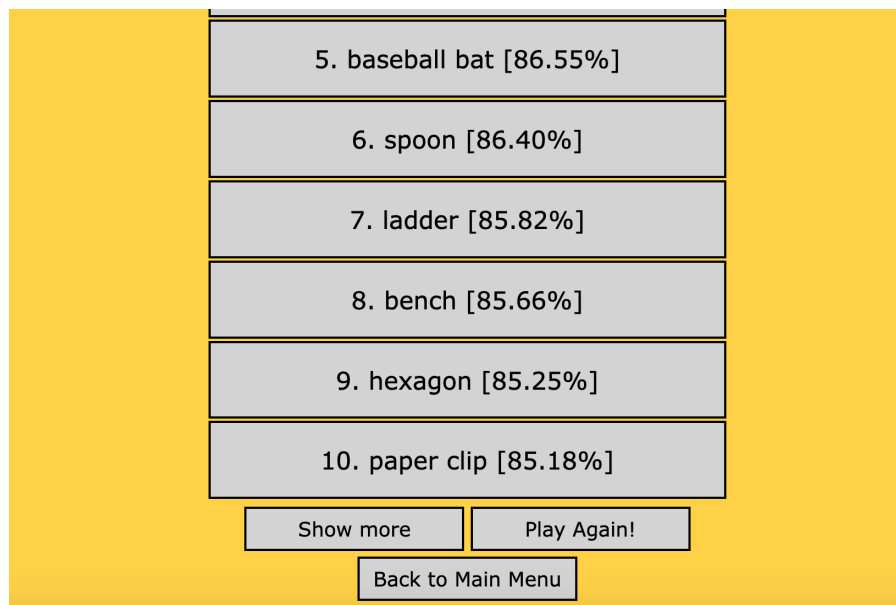 5. baseball bat [86.55%]
6. spoon [86.40%]
7. ladder [85.82%]
8. bench [85.66%]
9. hexagon [85.25%]
10. paper clip [85.18%]
Show more
Play Again!
Back to Main Menu